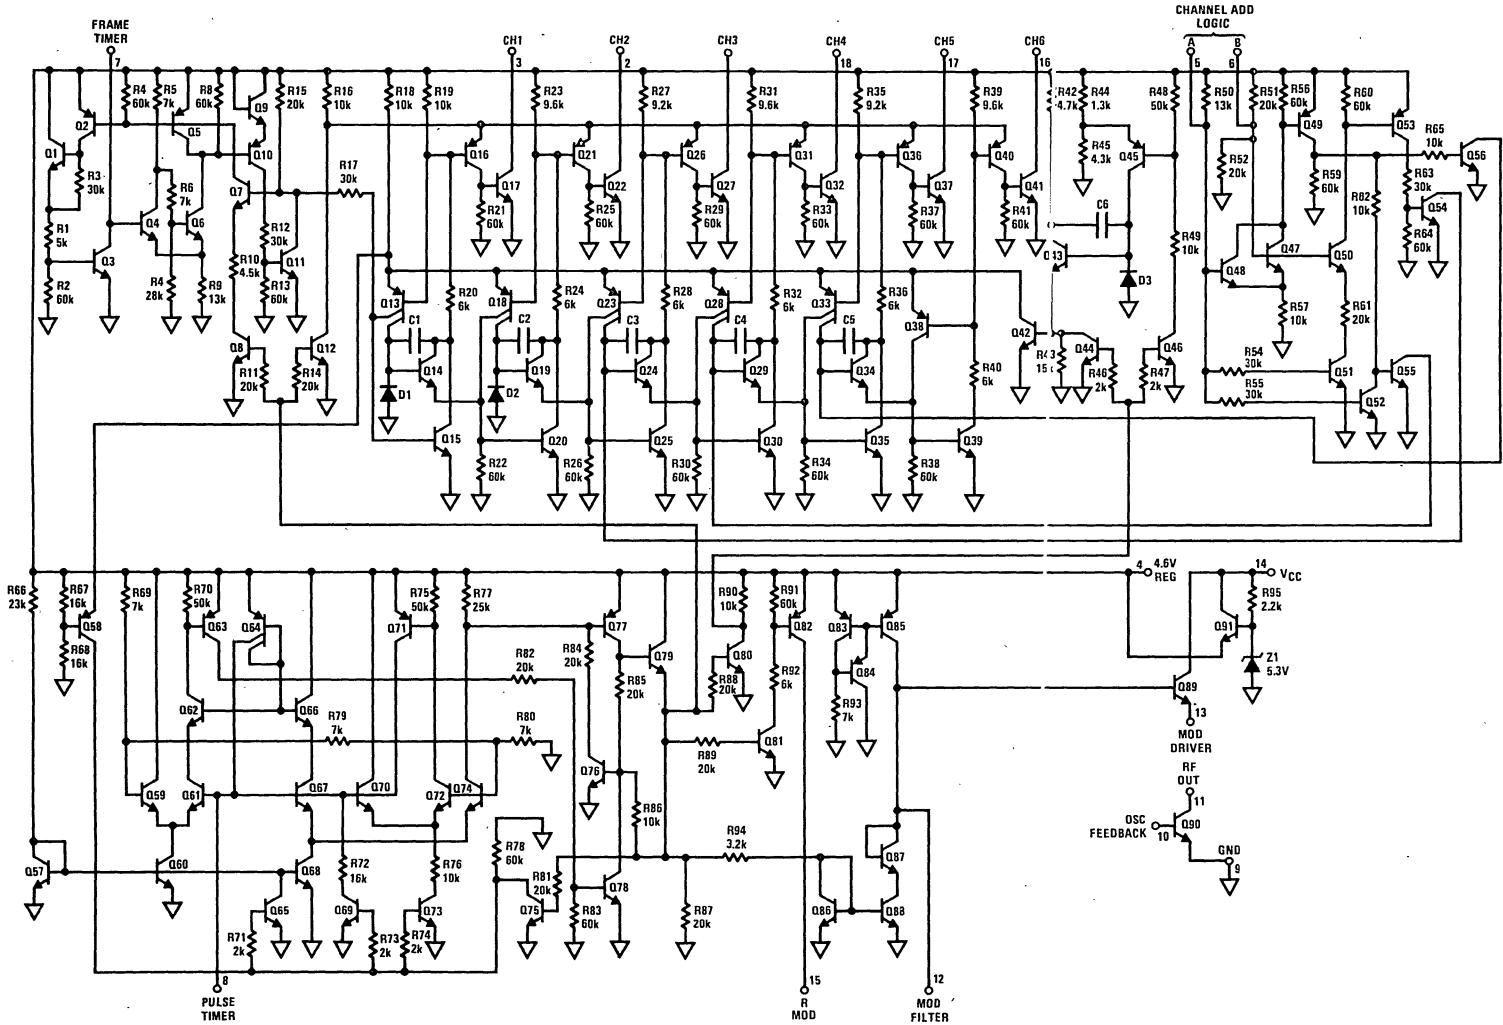 FRAME
TIMER
7
CH1
3
CH2
2
CH3
CH4
18
CH5
17
CH6
16
CHANNEL ADD
LOGIC
A
B
5
6
R4
60k
R5
7k
R8
60k
Q9
R15
20k
R16
10k
R18
10k
R19
10k
R23
9.6k
R27
9.2k
R31
9.6k
R35
9.2k
R39
9.6k
R42
4.7k
R44
1.3k
R48
50k
R50
13k
R51
20k
R56
60k
R60
60k
Q2
Q5
Q1
Q10
Q49
Q53
R65
10k
Q56
R3
30k
Q7
R6
7k
R17
30k
Q16
Q17
Q21
Q22
Q26
Q27
Q31
Q32
Q36
Q37
Q40
Q41
R45
4.3k
Q45
R52
20k
R59
60k
R62
10k
R63
30k
Q54
R1
5k
Q4
Q6
R12
30k
R21
60k
R25
60k
R29
60k
R33
60k
R37
60k
R41
60k
C6
R64
60k
Q3
R10
4.5k
Q11
R49
10k
Q47
Q50
Q48
R2
60k
R4
28k
R9
13k
R13
60k
D3
Q13
R20
6k
Q18
R24
6k
Q23
R28
6k
Q28
R32
6k
Q33
R36
6k
R57
10k
R61
20k
C1
C2
C3
C4
C5
Q38
Q42
Q8
Q12
R11
20k
R14
20k
Q44
Q46
R46
2k
R47
2k
R54
30k
R55
30k
Q51
Q52
Q55
D1
Q14
D2
Q19
Q24
Q29
Q34
R40
6k
Q15
Q20
Q25
Q30
Q35
Q39
R22
60k
R26
60k
R30
60k
R34
60k
R38
60k
4
4.6V
REG
14
VCC
R66
23k
R67
16k
Q58
R68
16k
R69
7k
R70
50k
Q63
Q64
R75
50k
Q71
R77
25k
Q77
R84
20k
Q79
R85
20k
R90
10k
R91
60k
Q82
Q83
Q85
Q80
R88
20k
R92
6k
Q84
R93
7k
Q91
R95
2.2k
Z1
5.3V
R82
20k
Q62
Q66
R79
7k
R80
7k
Q89
13
MOD
DRIVER
R89
20k
Q81
Q59
Q61
Q67
Q70
Q72
Q74
Q76
R86
10k
RF
OUT
11
OSC
FEEDBACK
10
Q90
GND
9
R94
3.2k
Q57
Q60
Q68
R72
16k
R76
10k
R78
60k
R81
20k
Q78
Q87
Q65
Q69
Q73
Q75
R83
60k
R87
20k
Q86
Q88
R71
2k
R73
2k
R74
2k
8
PULSE
TIMER
15
R
MOD
12
MOD
FILTER